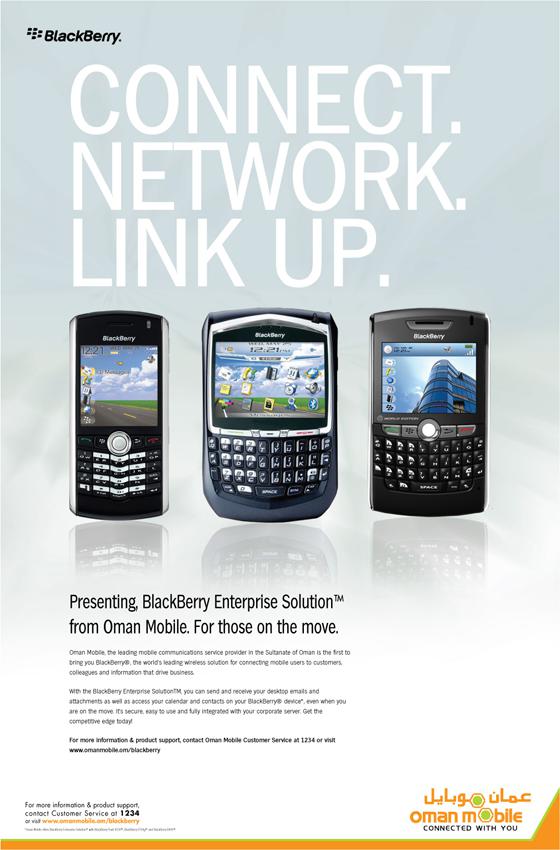 BlackBerry.
CONNECT.
NETWORK.
LINK UP.
BlackBerry
BlackBerry
BlackBerry
12:21
Messages
12:21
Messages
WORLD EDITION
SPACE
SPACE
Presenting, BlackBerry Enterprise Solution™
from Oman Mobile. For those on the move.
Oman Mobile, the leading mobile communications service provider in the Sultanate of Oman is the first to
bring you BlackBerry®, the world's leading wireless solution for connecting mobile users to customers,
colleagues and information that drive business.
With the BlackBerry Enterprise SolutionTM, you can send and receive your desktop emails and
attachments as well as access your calendar and contacts on your BlackBerry® device*, even when you
are on the move. It's secure, easy to use and fully integrated with your corporate server. Get the
competitive edge today!
For more information & product support, contact Oman Mobile Customer Service at 1234 or visit
www.omanmobile.om/blackberry
For more information & product support,
contact Customer Service at 1234
or visit www.omanmobile.om/blackberry
عمان موبايل
oman mobile
CONNECTED WITH YOU